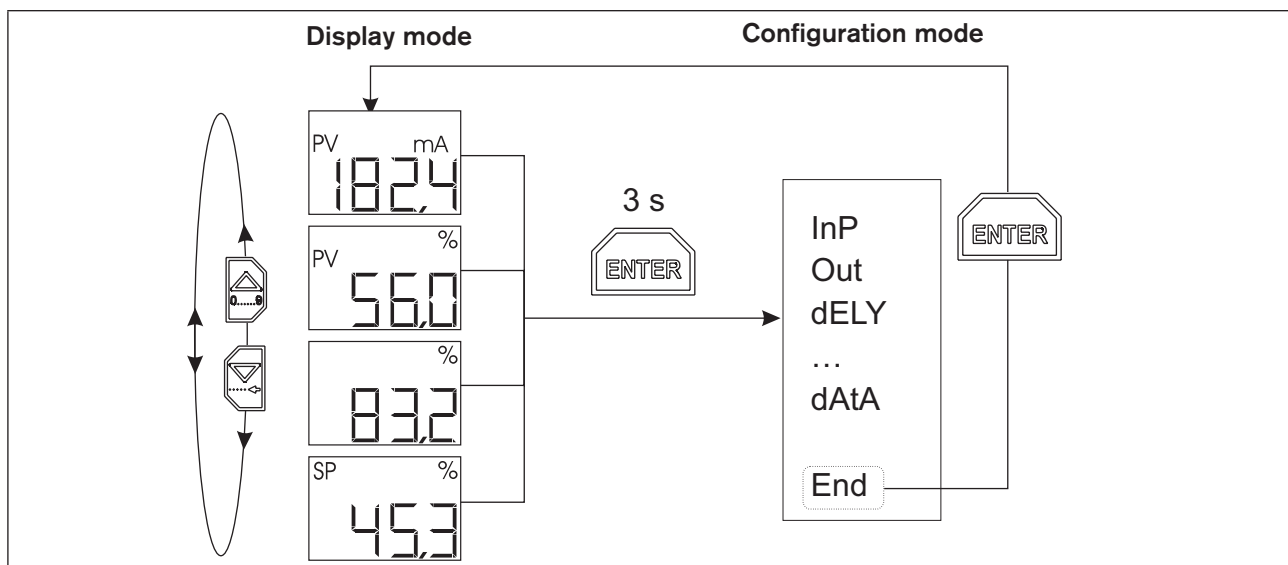 Display mode
Configuration mode
PV mA
182,4
PV %
56,0
%
83,2
SP %
45,3
0......9
.....
3 s
ENTER
InP
Out
dELY
...
dAtA
End
ENTER